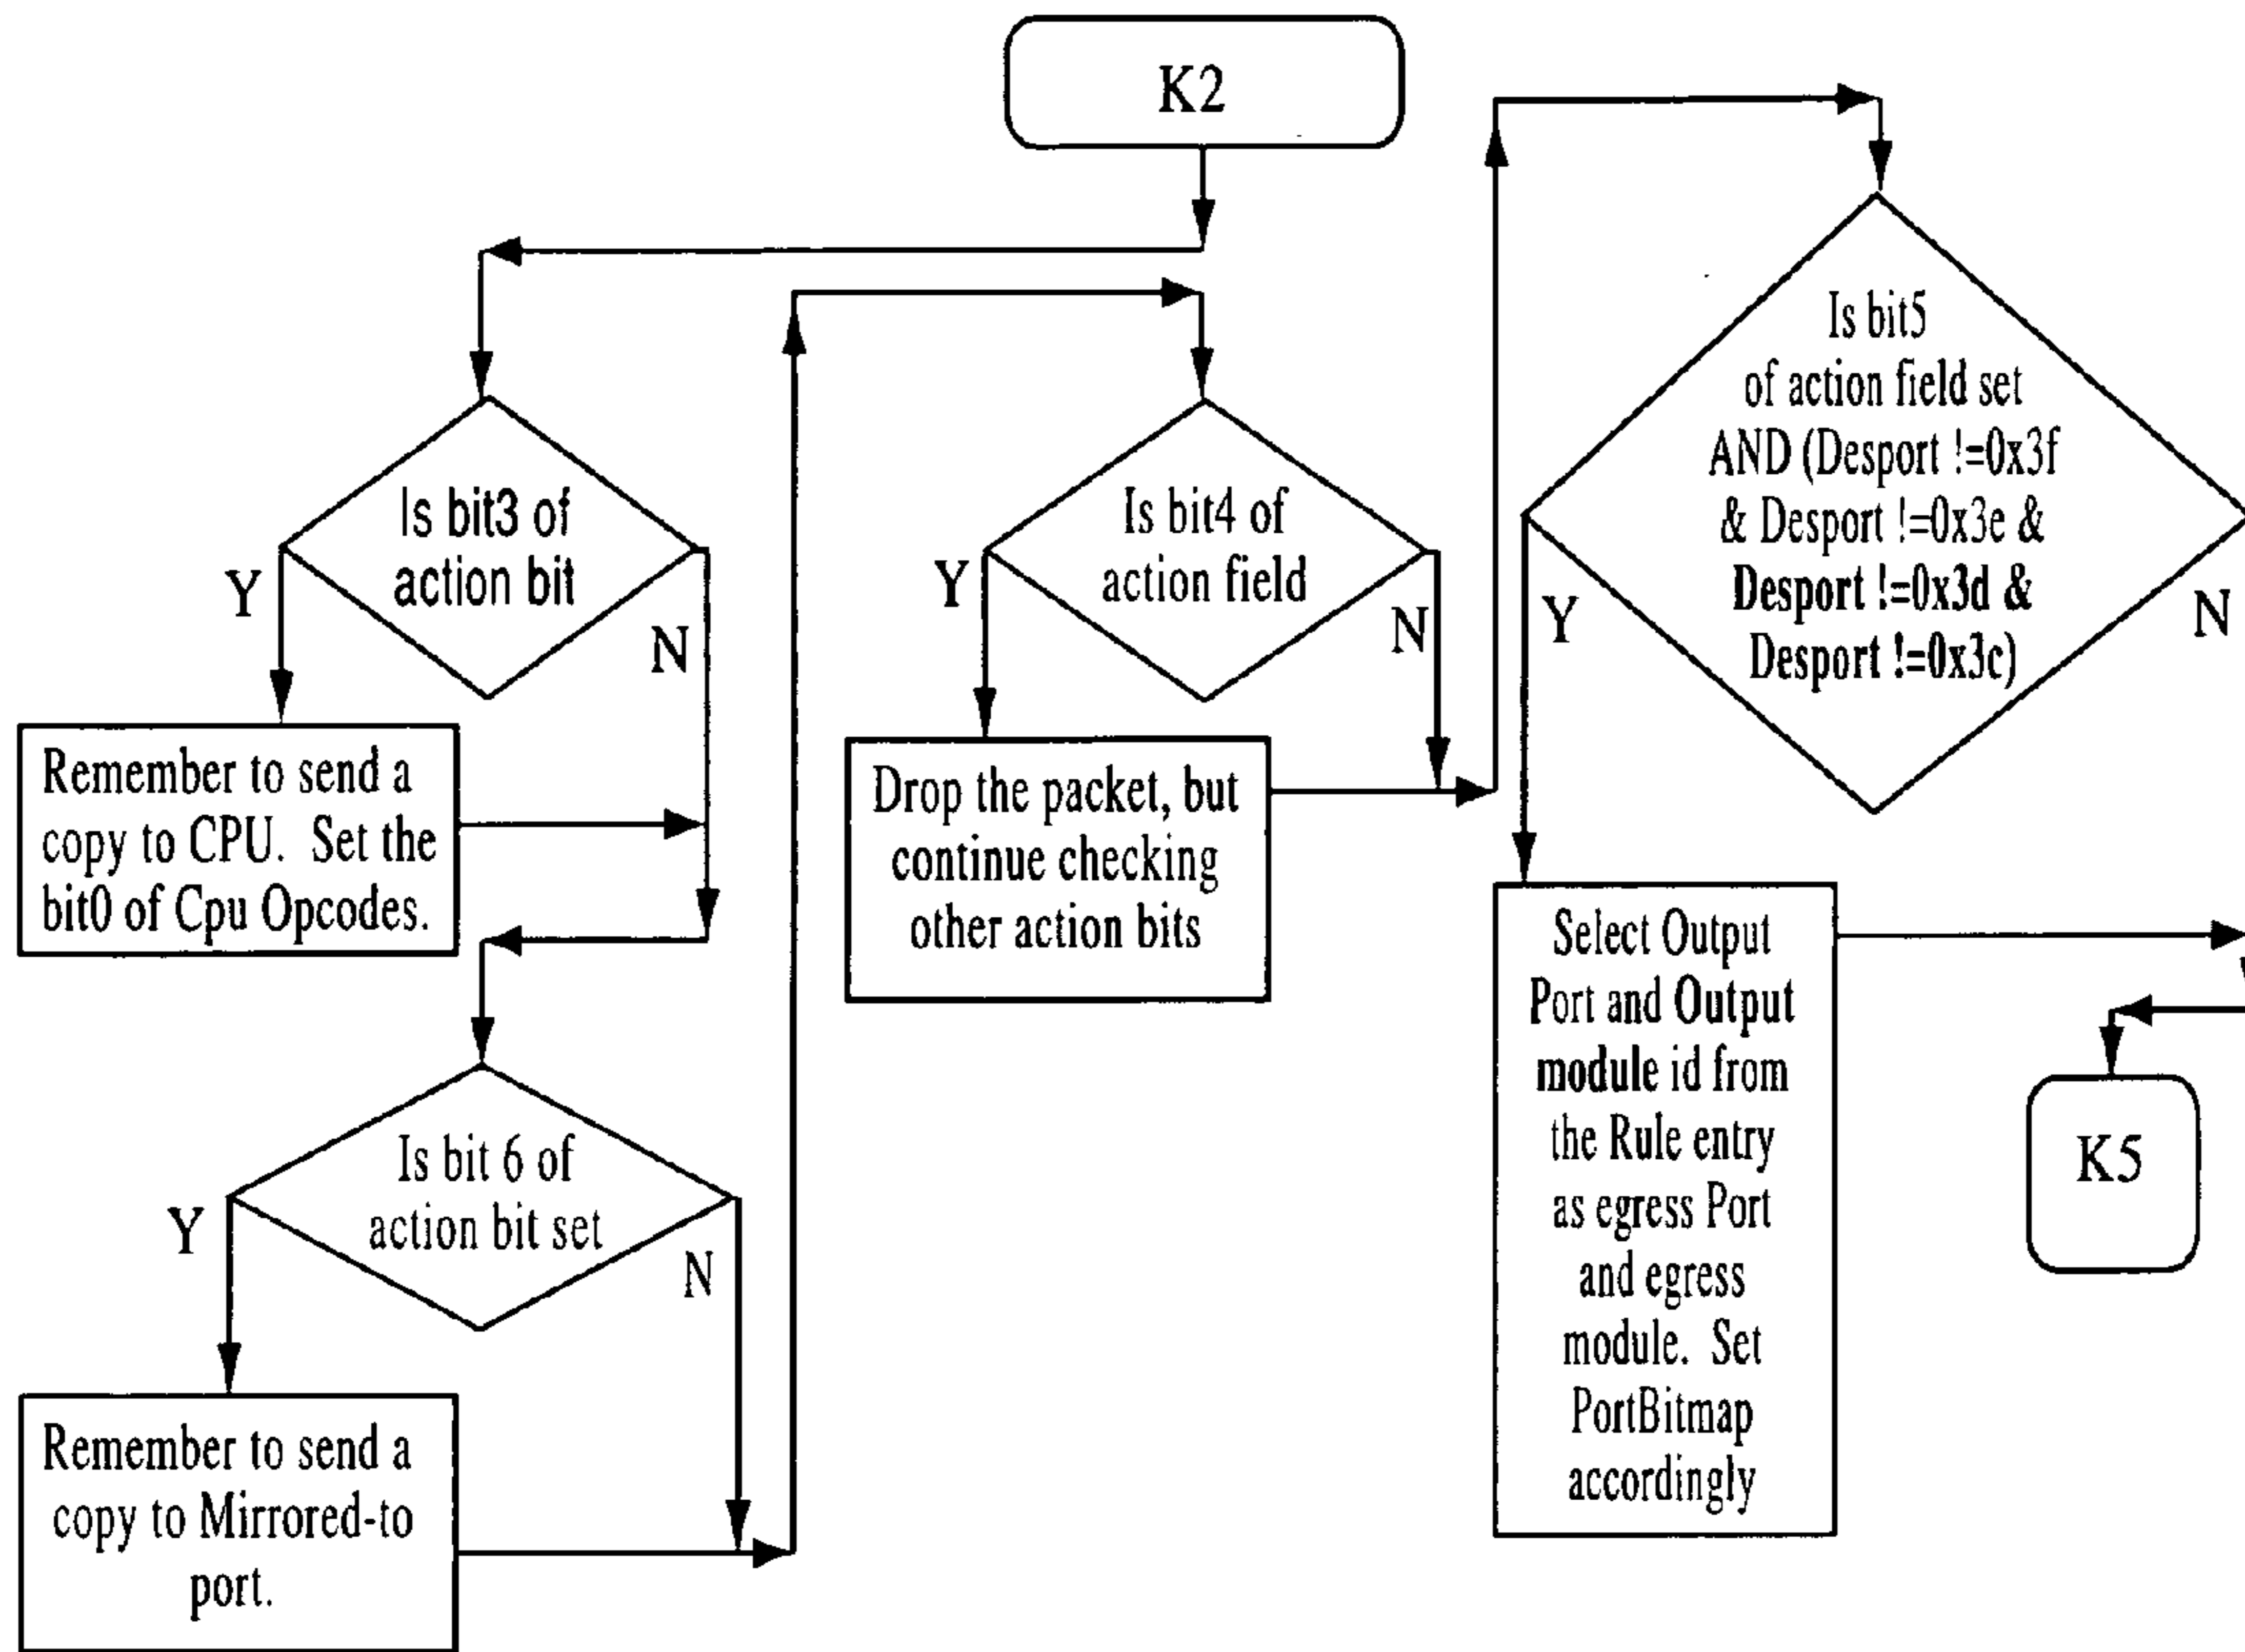 K2
Is bit3 of
action bit
Y
N
Remember to send a
copy to CPU. Set the
bit0 of Cpu Opcodes.
Is bit 6 of
action bit set
Y
N
Remember to send a
copy to Mirrored-to
port.
Is bit4 of
action field
Y
N
Drop the packet, but
continue checking
other action bits
Is bit5
of action field set
AND (Desport !=0x3f
& Desport !=0x3e &
Desport !=0x3d &
Desport !=0x3c)
Y
N
Select Output
Port and Output
module id from
the Rule entry
as egress Port
and egress
module. Set
PortBitmap
accordingly
K5